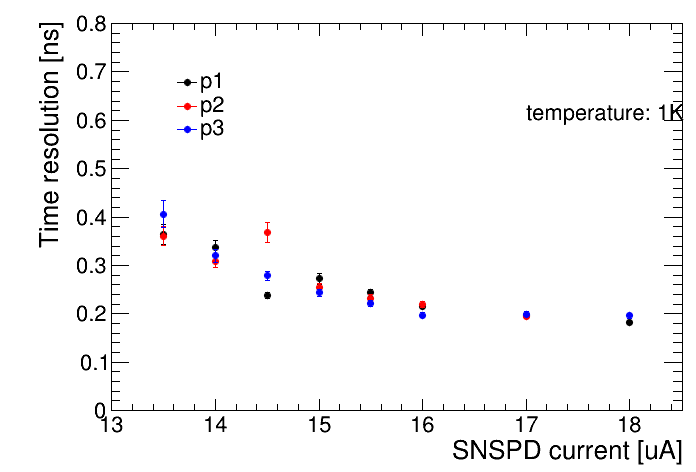 0.8
0.7
0.6
0.5
0.4
0.3
0.2
0.1
0
Time resolution [ns]
p1
p2
p3
temperature: 1K
13
14
15
16
17
18
SNSPD current [uA]